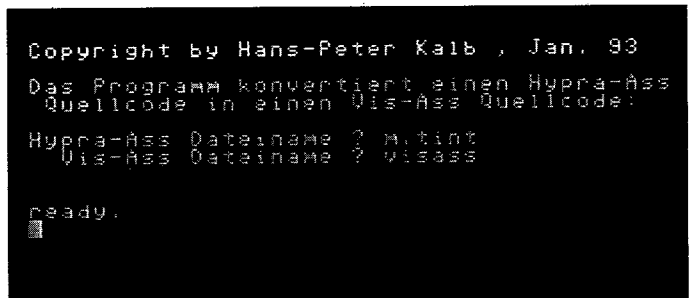 Copyright by Hans-Peter Kalb , Jan. 93
Das Programm konvertiert einen Hypra-Ass
Quellcode in einen Vis-Ass Quellcode:
Hypra-Ass Dateiname ? m.tint
Vis-Ass Dateiname ? visass
ready.